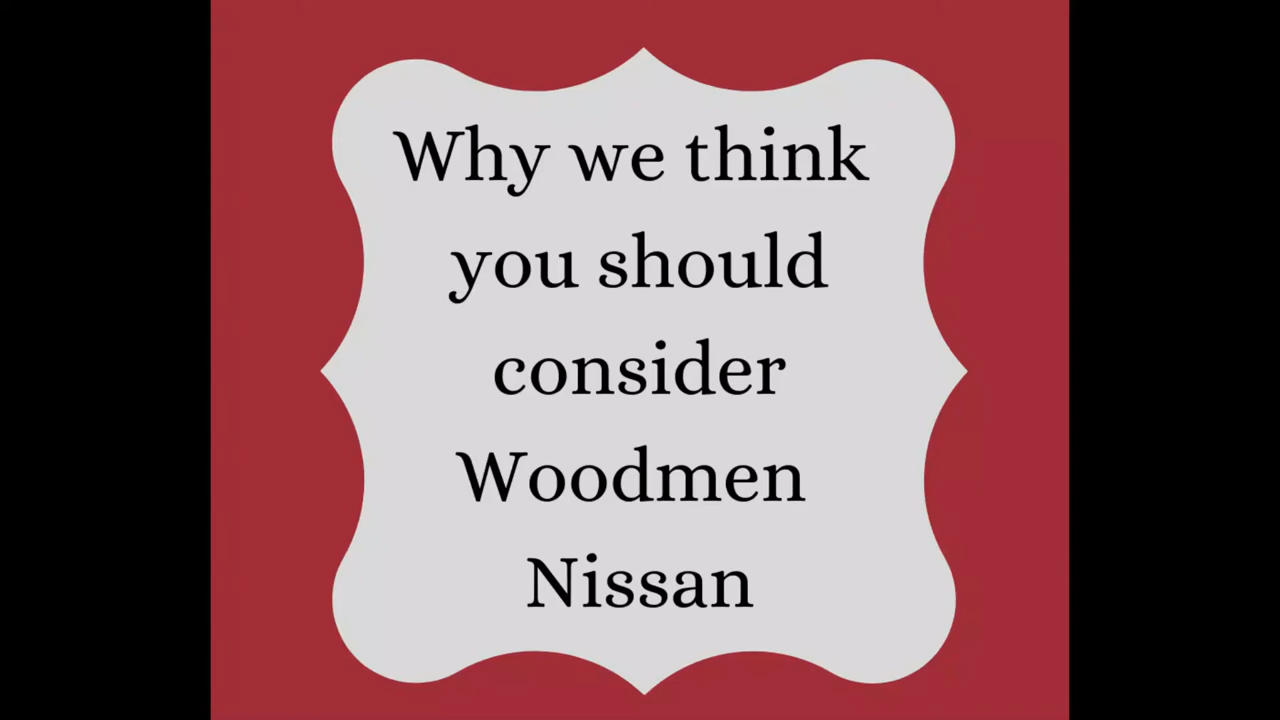 Why we think
you should
consider
Woodmen
Nissan